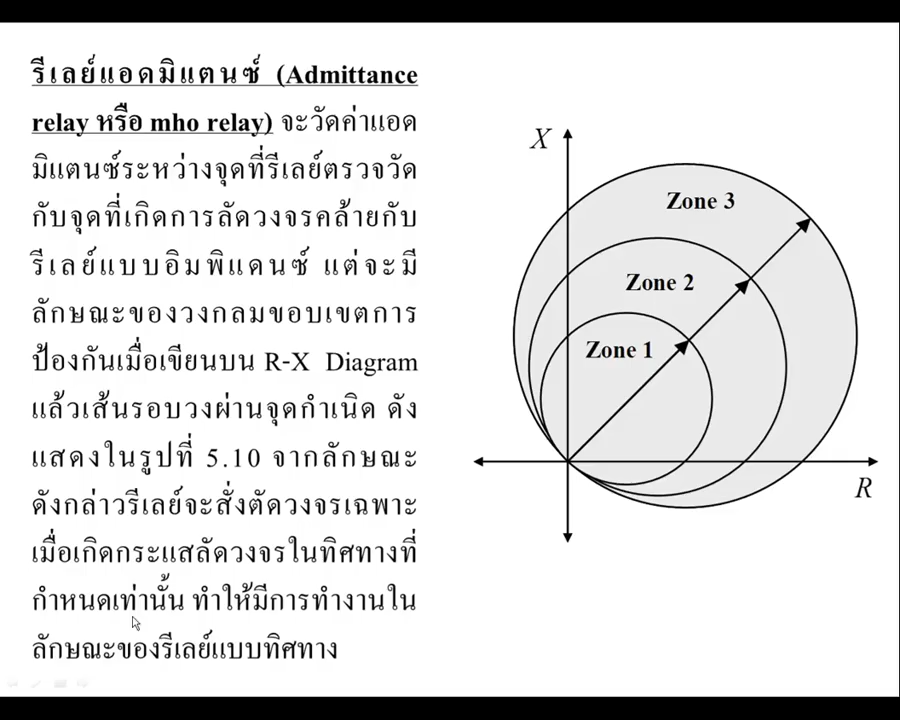 รีเลย์แอดมิแตนซ์ (Admittance
relay หรือ mho relay) จะวัดค่าแอด
มิแตนซ์ระหว่างจุดที่รีเลย์ตรวจวัด
กับจุดที่เกิดการลัดวงจรคล้ายกับ
รีเลย์แบบอิมพิแดนซ์ แต่จะมี
ลักษณะของวงกลมขอบเขตการ
ป้องกันเมื่อเขียนบน R-X Diagram
แล้วเส้นรอบวงผ่านจุดกำเนิด ดัง
แสดงในรูปที่ 5.10 จากลักษณะ
ดังกล่าวรีเลย์จะสั่งตัดวงจรเฉพาะ
เมื่อเกิดกระแสลัดวงจรในทิศทางที่
กำหนดเท่านั้น ทำให้มีการทำงานใน
ลักษณะของรีเลย์แบบทิศทาง
X
Zone 3
Zone 2
Zone 1
R